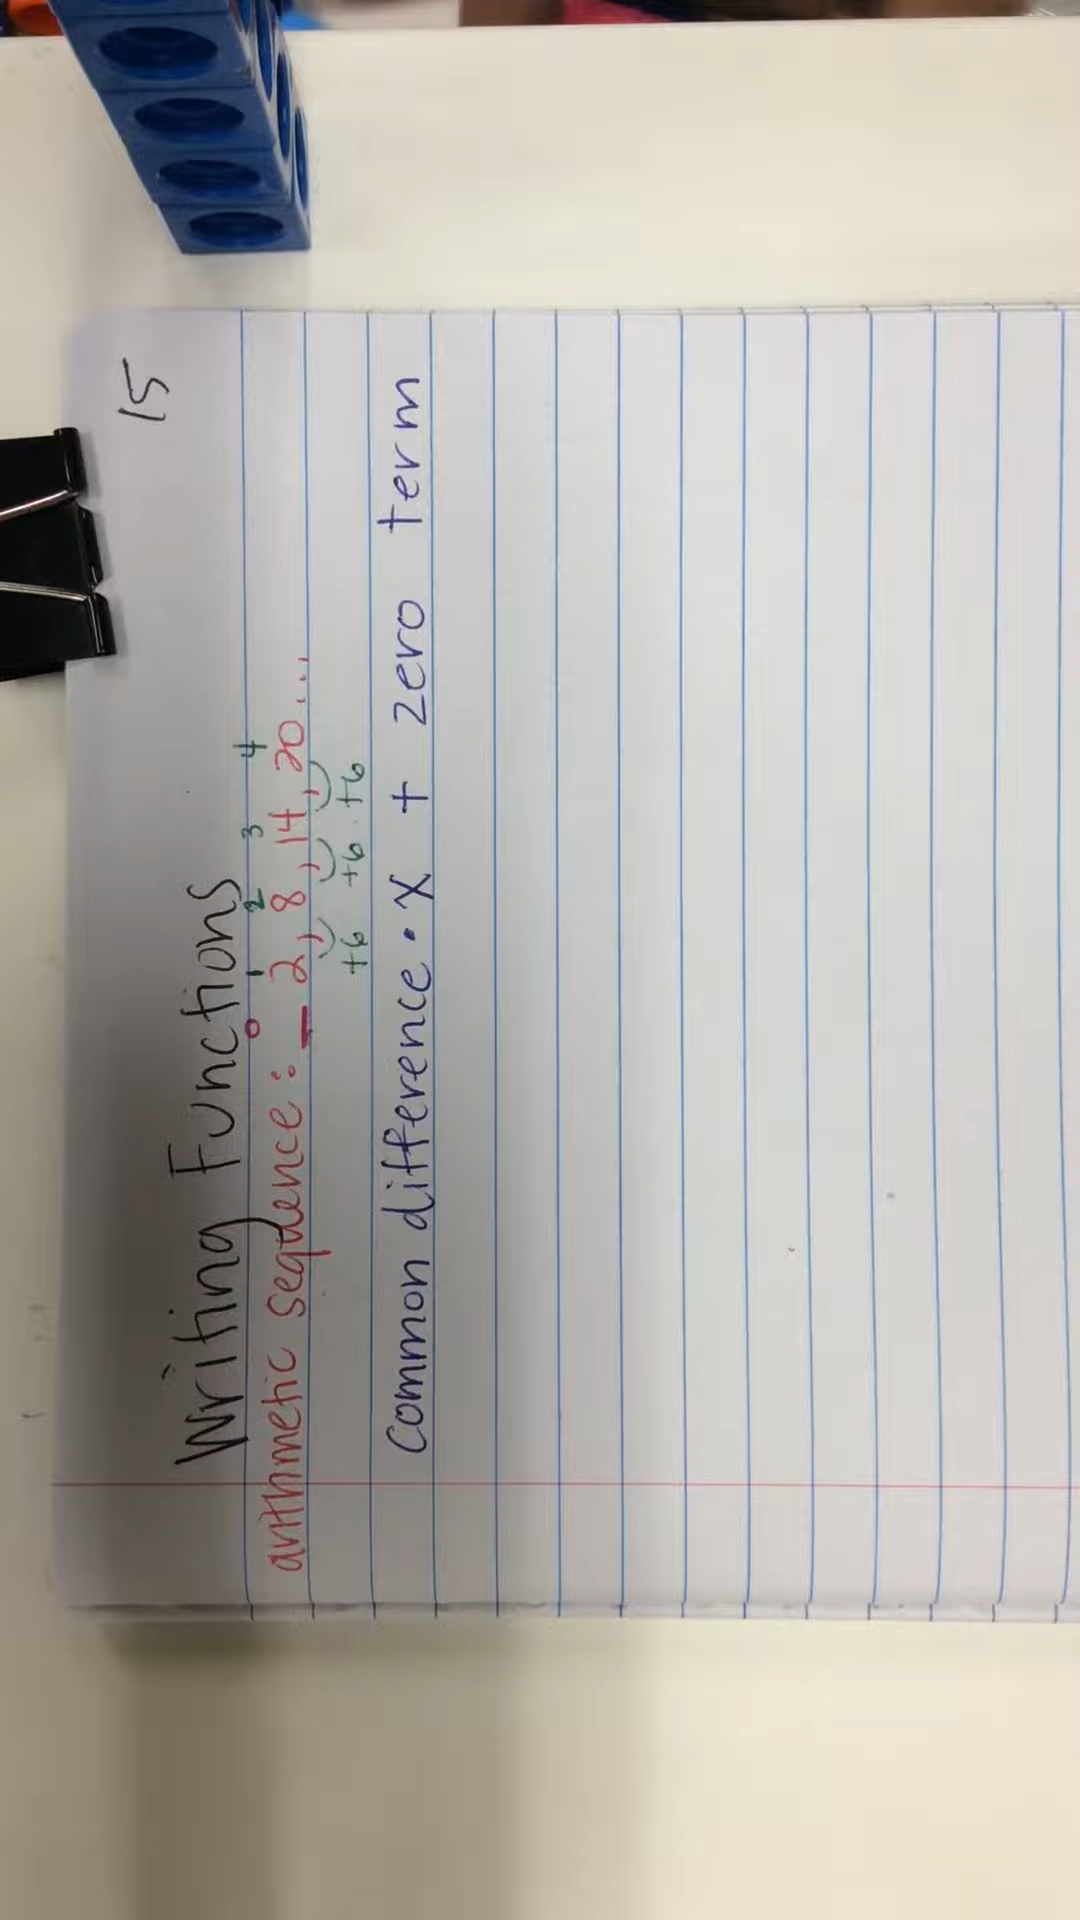 15
Writing Functions
0 1 2 3 4
arithmetic sequence: _ 2, 8, 14, 20...
+6 +6 +6
Common difference · x + zero term